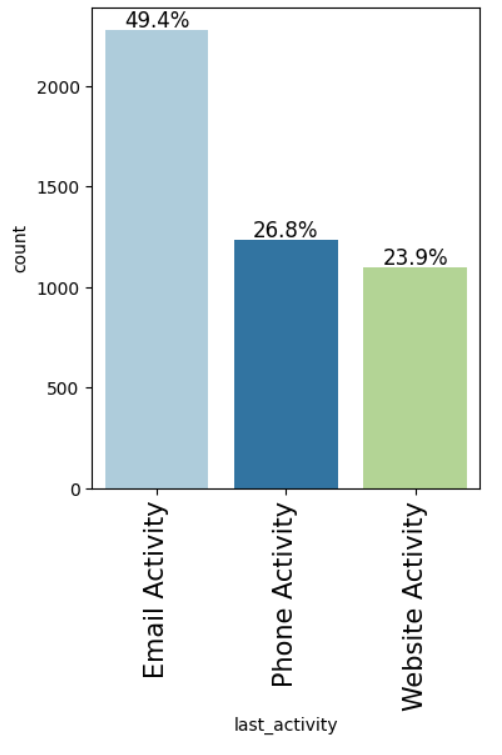 49.4%
26.8%
23.9%
2000
1500
1000
500
0
count
Email Activity
Phone Activity
Website Activity
last_activity